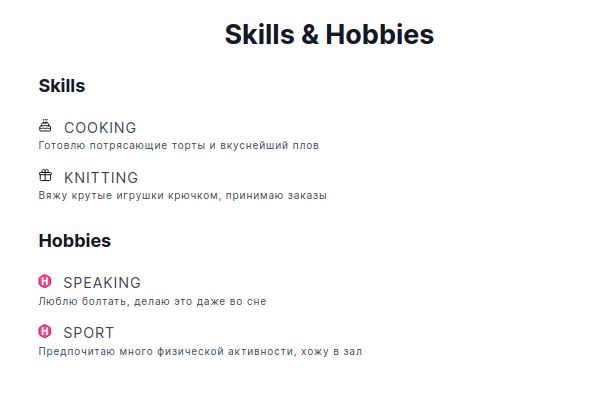 Skills & Hobbies
Skills
COOKING
Готовлю потрясающие торты и вкуснейший плов
KNITTING
Вяжу крутые игрушки крючком, принимаю заказы
Hobbies
SPEAKING
Люблю болтать, делаю это даже во сне
SPORT
Предпочитаю много физической активности, хожу в зал